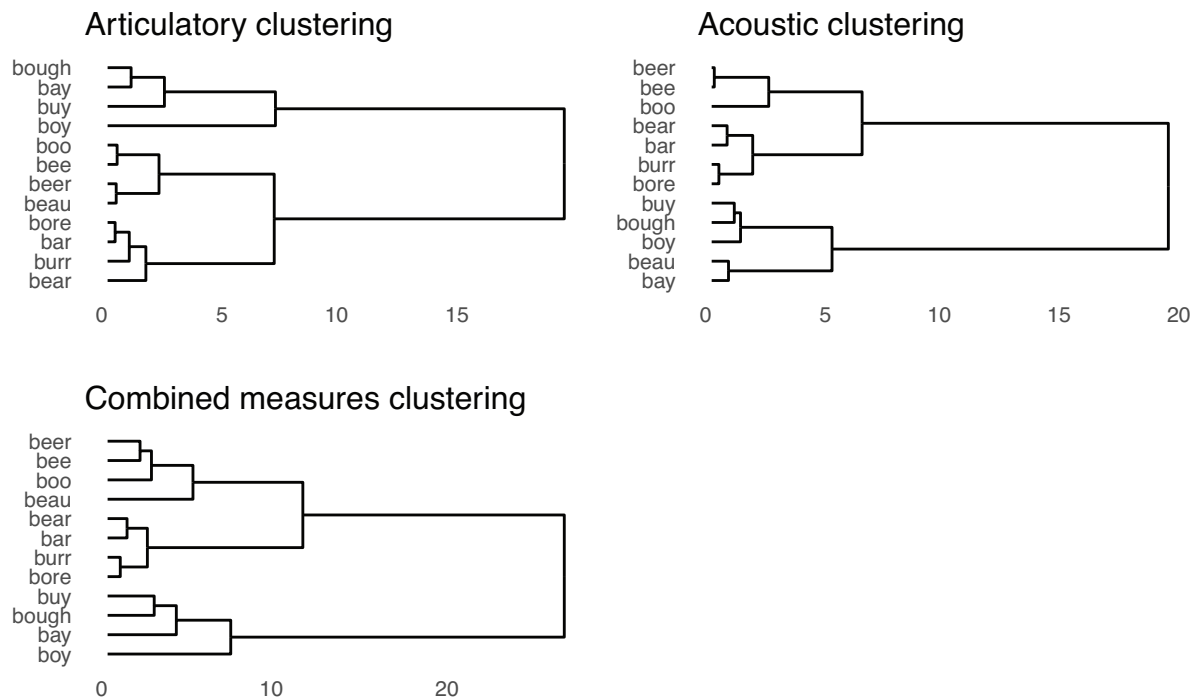 Articulatory clustering
bough
bay
buy
boy
boo
bee
beer
beau
bore
bar
burr
bear
0 5 10 15
Acoustic clustering
beer
bee
boo
bear
bar
burr
bore
buy
bough
boy
beau
bay
0 5 10 15 20
Combined measures clustering
beer
bee
boo
beau
bear
bar
burr
bore
buy
bough
bay
boy
0 10 20